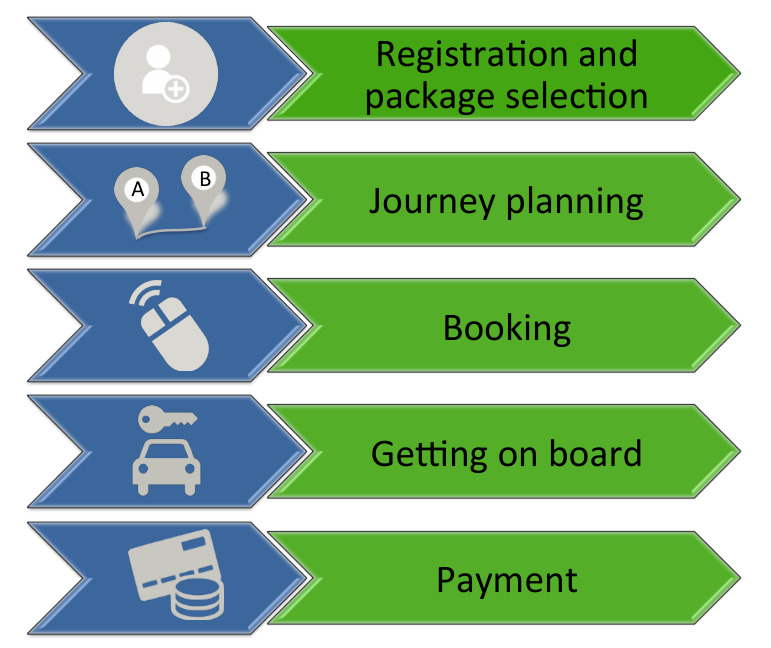 Registration and
package selection
A
B
Journey planning
Booking
Getting on board
Payment